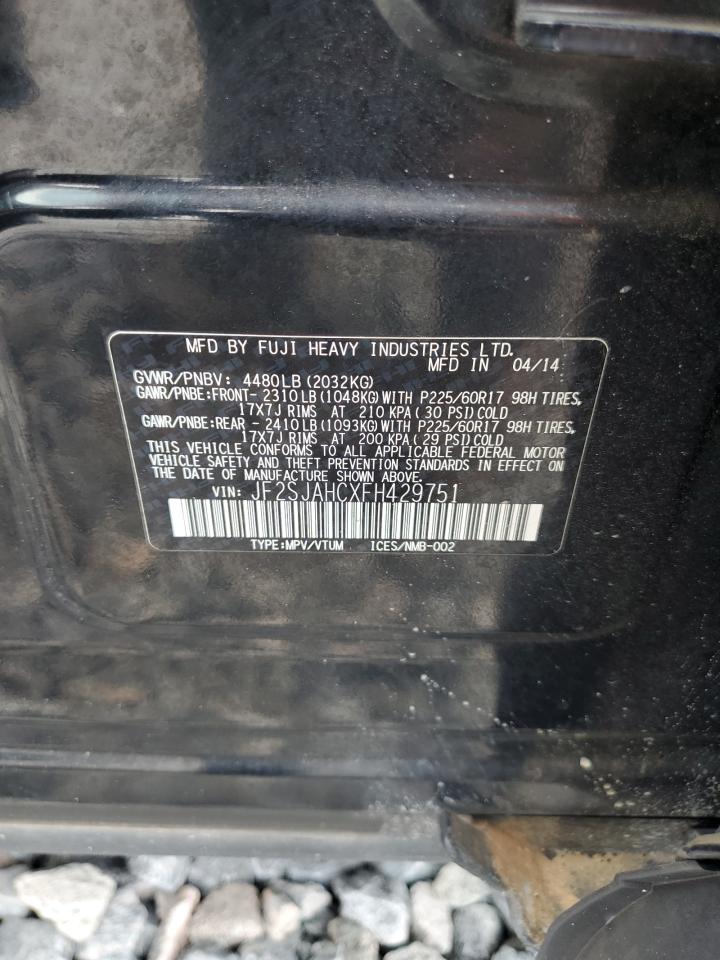 MFD BY FUJI HEAVY INDUSTRIES LTD.
MFD IN 04/14
GVWR/PNBV: 4480LB(2032KG)
GAWR/PNBE:FRONT- 2310LB(1048KG)WITH P225/60R17 98H TIRES,
17X7J RIMS AT 210 KPA(30 PSI)COLD
GAWR/PNBE:REAR - 2410LB(1093KG)WITH P225/60R17 98H TIRES,
17X7J RIMS AT 200 KPA(29 PSI)COLD
THIS VEHICLE CONFORMS TO ALL APPLICABLE FEDERAL MOTOR
VEHICLE SAFETY AND THEFT PREVENTION STANDARDS IN EFFECT ON
THE DATE OF MANUFACTURE SHOWN ABOVE.
VIN: JF2SJAHCXFH429751
TYPE:MPV/VTUM ICES/NMB-002